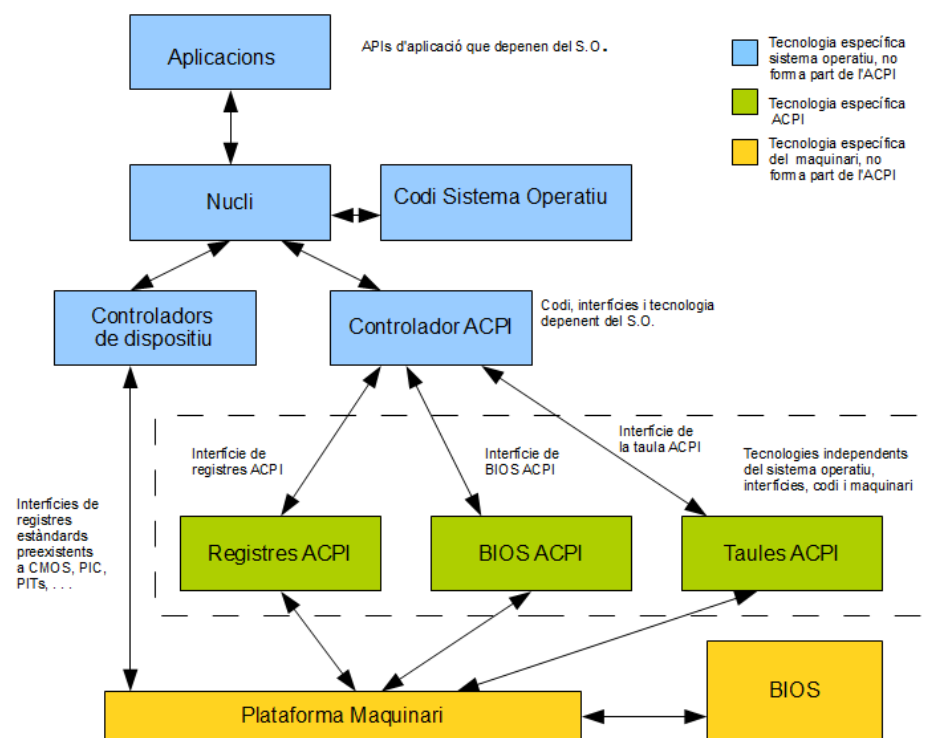 Aplicacions
APIs d'aplicació que depenen del S.O.
Tecnologia específica
sistema operatiu, no
forma part de l'ACPI
Tecnologia específica
ACPI
Tecnologia específica
del maquinari, no
forma part de l'ACPI
Nucli
Codi Sistema Operatiu
Controladors
de dispositiu
Controlador ACPI
Codi, interfícies i tecnologia
depenent del S.O.
Interfície de
registres ACPI
Interfície de
BIOS ACPI
Interfície de
la taula ACPI
Tecnologies independents
del sistema operatiu,
interfícies, codi i maquinari
Interfícies de
registres
estàndards
preexistents
a CMOS, PIC,
PITs, . . .
Registres ACPI
BIOS ACPI
Taules ACPI
Plataforma Maquinari
BIOS